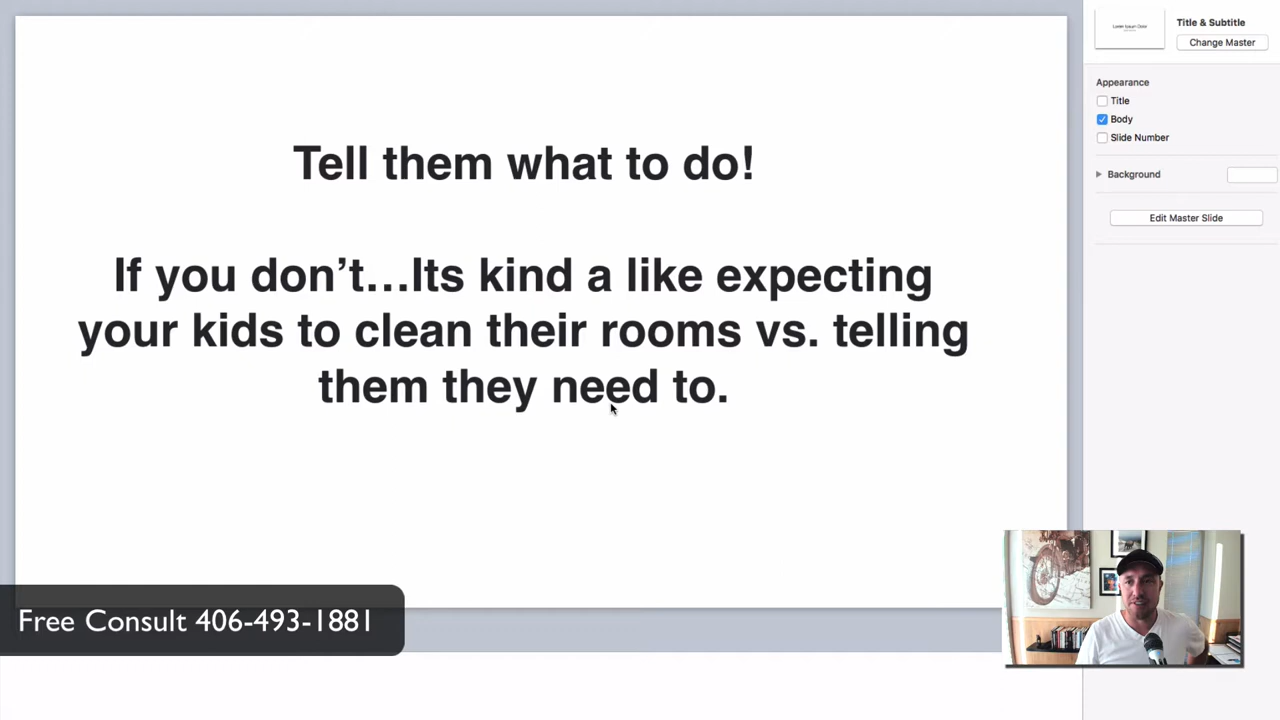 Tell them what to do!
If you don’t...Its kind a like expecting
your kids to clean their rooms vs. telling
them they need to.
Free Consult 406-493-1881
Title & Subtitle
Change Master
Appearance
Title
Body
Slide Number
Background
Edit Master Slide